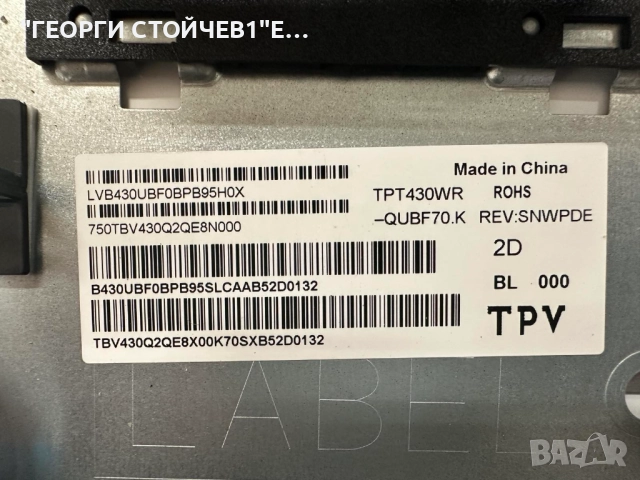 "ГЕОРГИ СТОЙЧЕВ1"Е...
Made in China
LVB430UBF0BPB95H0X
TPT430WR ROHS
750TBV430Q2QE8N000
-QUBF70.K REV:SNWPDE
2D
B430UBF0BPB95SLCAAB52D0132
BL 000
TPV
TBV430Q2QE8X00K70SXB52D0132
LABEL
BAZAR